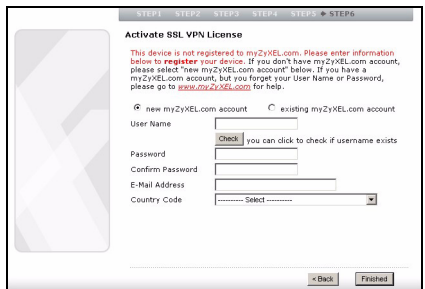 STEP1 STEP2 STEP3 STEP4 STEP5 STEP6
Activate SSL VPN License
This device is not registered to myZyXEL.com. Please enter information
below to register your device. If you don't have myZyXEL.com account,
please select "new myZyXEL.com account" below. If you have a
myZyXEL.com account, but you forget your User Name or Password,
please go to www.myZyXEL.com for help.
new myZyXEL.com account existing myZyXEL.com account
User Name
Check you can click to check if username exists
Password
Confirm Password
E-Mail Address
Country Code ---------- Select ----------
< Back Finished